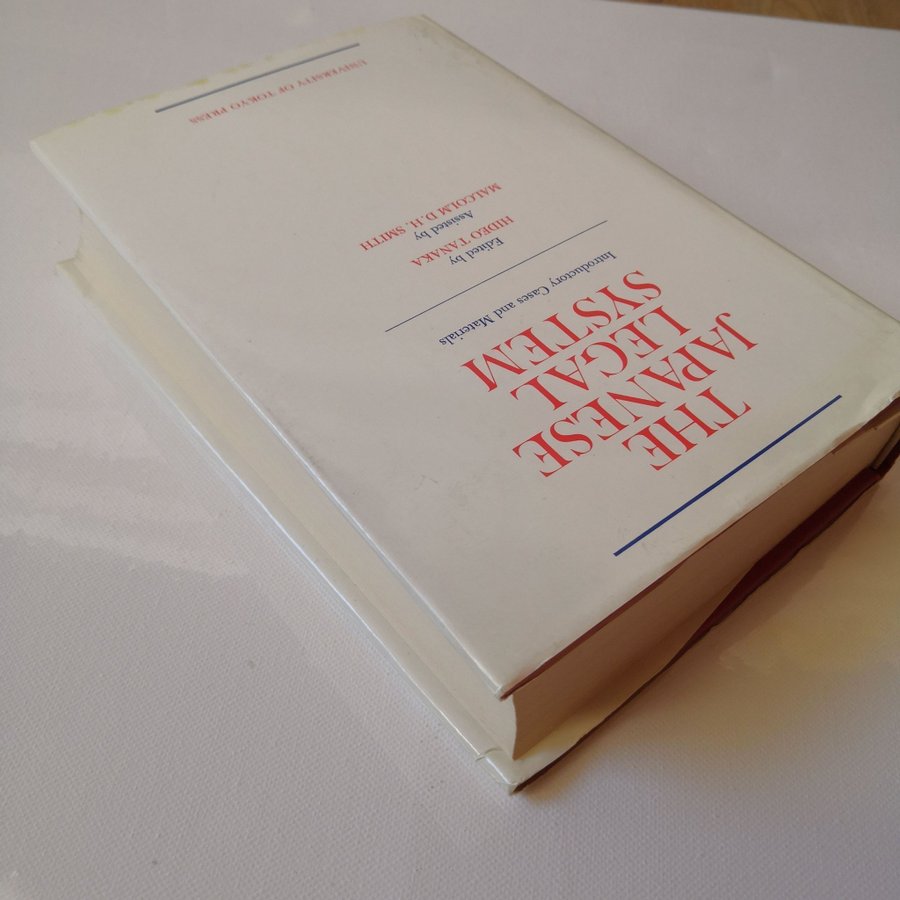 THE
JAPANESE
LEGAL
SYSTEM
Introductory Cases and Materials
Edited by
HIDEO TANAKA
Assisted by
MALCOLM D. H. SMITH
UNIVERSITY OF TOKYO PRESS